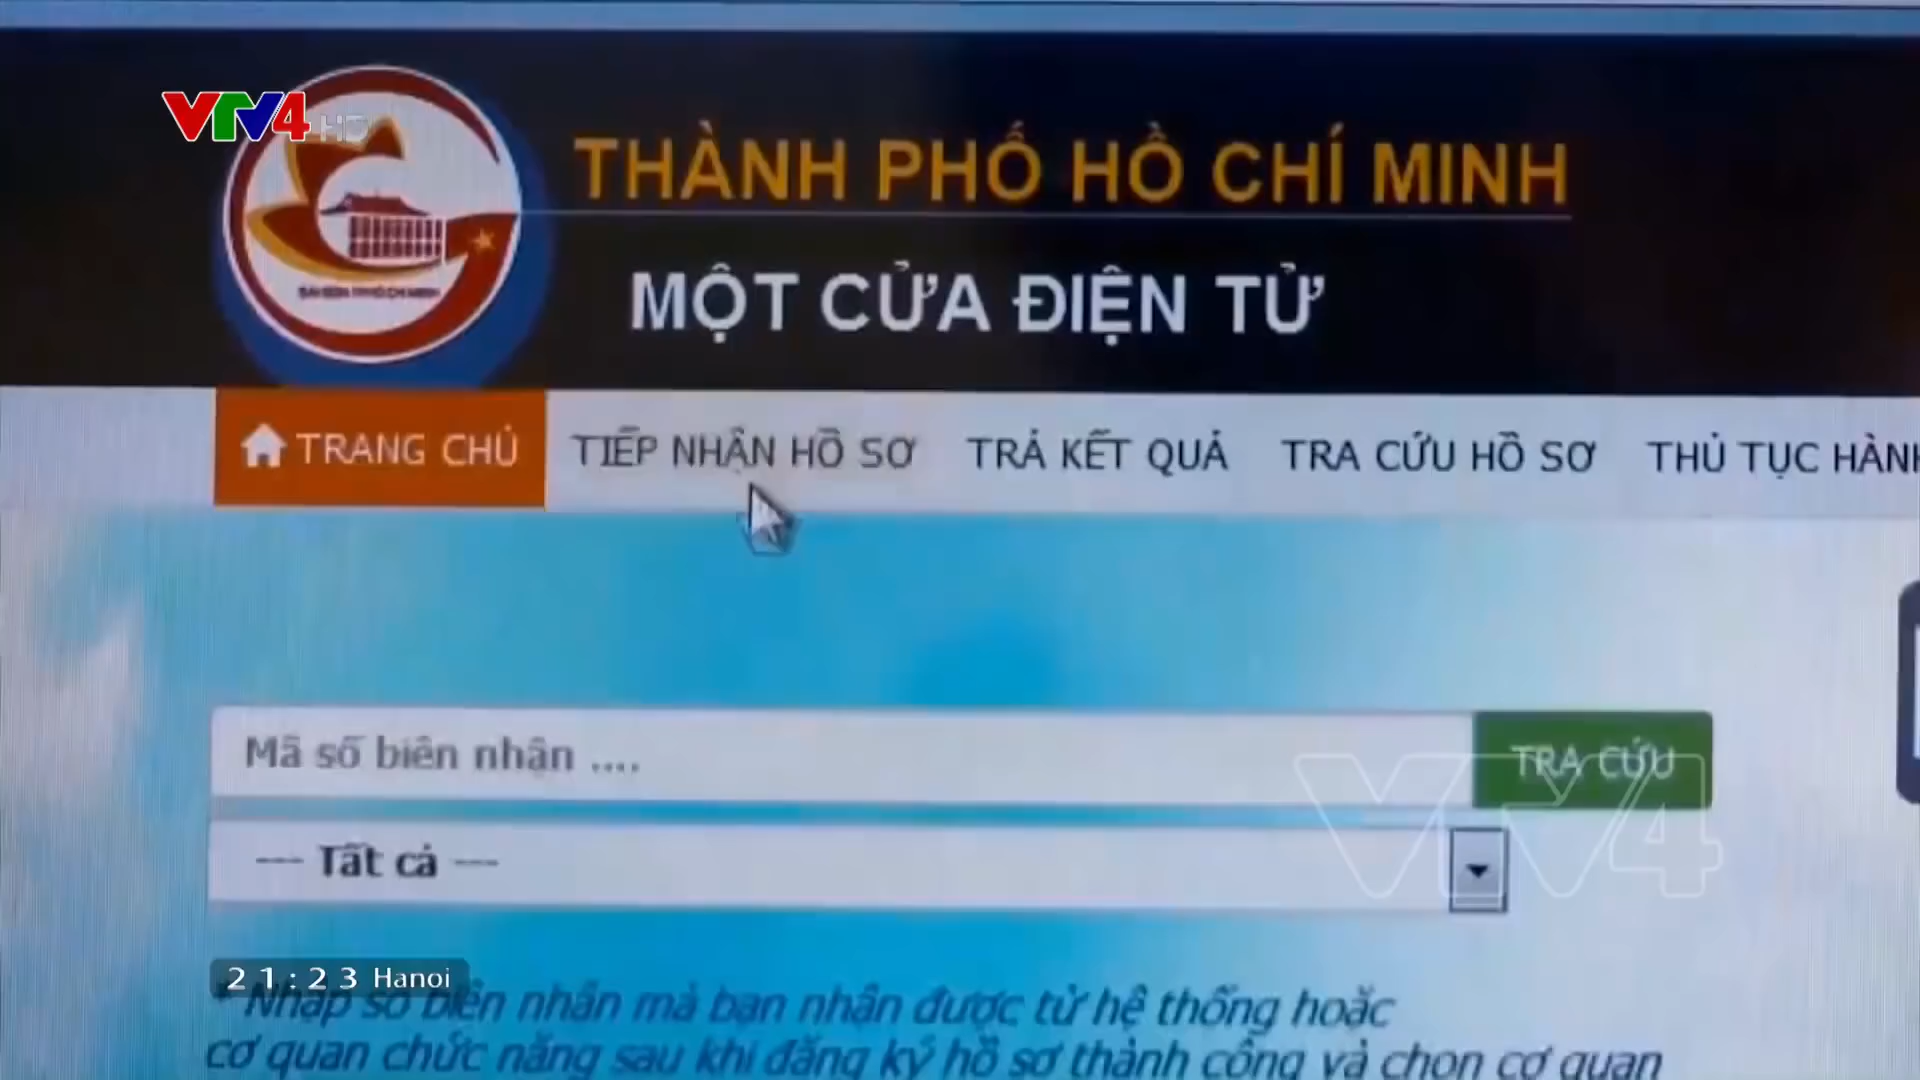 VTV4 HD
THÀNH PHỐ HỒ CHÍ MINH
MỘT CỬA ĐIỆN TỬ
TRANG CHỦ TIẾP NHẬN HỒ SƠ TRẢ KẾT QUẢ TRA CỨU HỒ SƠ THỦ TỤC HÀNH
Mã số biên nhận ....
TRA CỨU
VTV4
--- Tất cả ---
21:23 Hanoi
* Nhập số biên nhận mà bạn nhận được từ hệ thống hoặc
cơ quan chức năng sau khi đăng ký hồ sơ thành công và chọn cơ quan